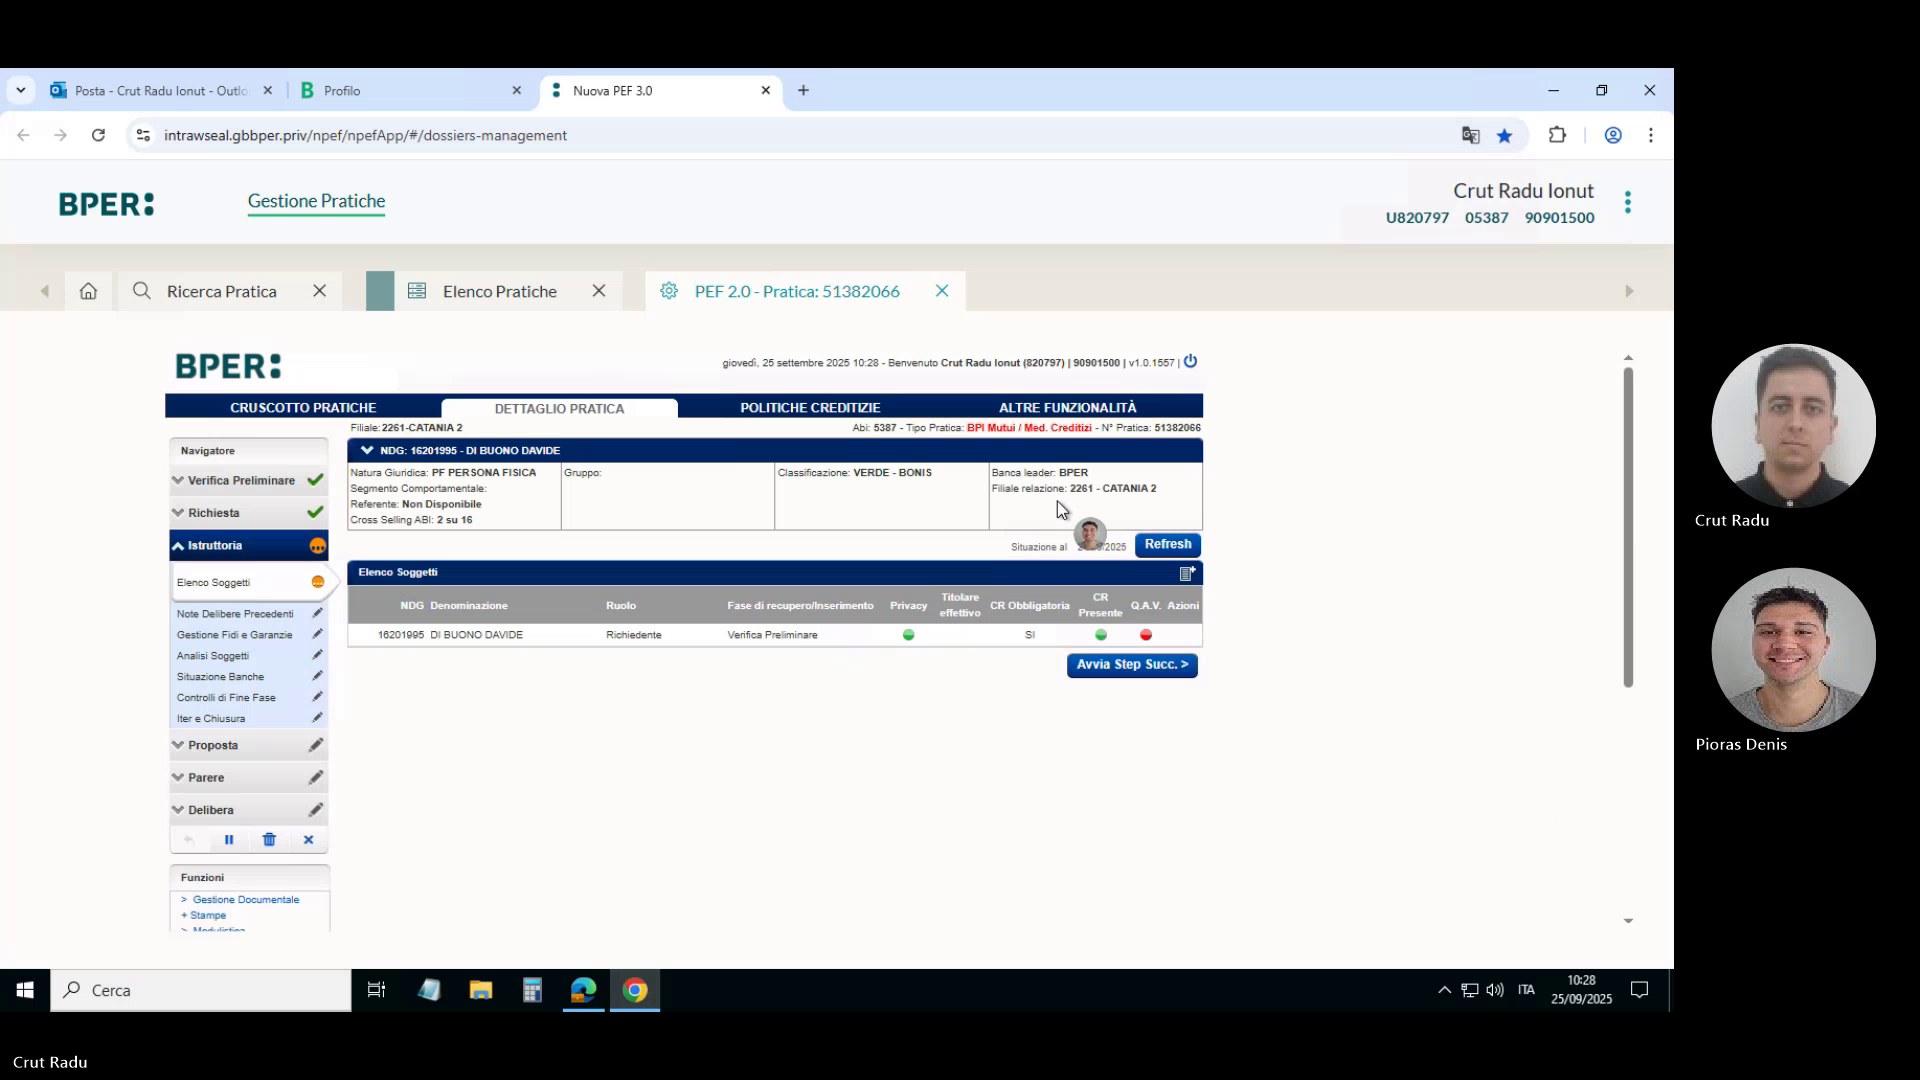 Posta - Crut Radu Ionut - Outlo
Profilo
Nuova PEF 3.0
intrawseal.gbbper.priv/npef/npefApp/#/dossiers-management
BPER:
Gestione Pratiche
Crut Radu Ionut
U820797 05387 90901500
Ricerca Pratica
Elenco Pratiche
PEF 2.0 - Pratica: 51382066
BPER:
giovedì, 25 settembre 2025 10:28 - Benvenuto Crut Radu Ionut (820797) | 90901500 | v1.0.1557 |
CRUSCOTTO PRATICHE
DETTAGLIO PRATICA
POLITICHE CREDITIZIE
ALTRE FUNZIONALITÀ
Filiale: 2261-CATANIA 2
Abi: 5387 - Tipo Pratica: BPI Mutui / Med. Creditizi - N° Pratica: 51382066
Navigatore
Verifica Preliminare
Richiesta
Istruttoria
Elenco Soggetti
Note Delibere Precedenti
Gestione Fidi e Garanzie
Analisi Soggetti
Situazione Banche
Controlli di Fine Fase
Iter e Chiusura
Proposta
Parere
Delibera
Funzioni
> Gestione Documentale
+ Stampe
> Modulistica
NDG: 16201995 - DI BUONO DAVIDE
Natura Giuridica: PF PERSONA FISICA
Segmento Comportamentale:
Referente: Non Disponibile
Cross Selling ABI: 2 su 16
Gruppo:
Classificazione: VERDE - BONIS
Banca leader: BPER
Filiale relazione: 2261 - CATANIA 2
Situazione al /2025
Refresh
Elenco Soggetti
NDG Denominazione Ruolo Fase di recupero/Inserimento Privacy Titolare effettivo CR Obbligatoria CR Presente Q.A.V. Azioni
16201995 DI BUONO DAVIDE Richiedente Verifica Preliminare SI
Avvia Step Succ. >
Cerca
ITA
10:28
25/09/2025
Crut Radu
Pioras Denis
Crut Radu